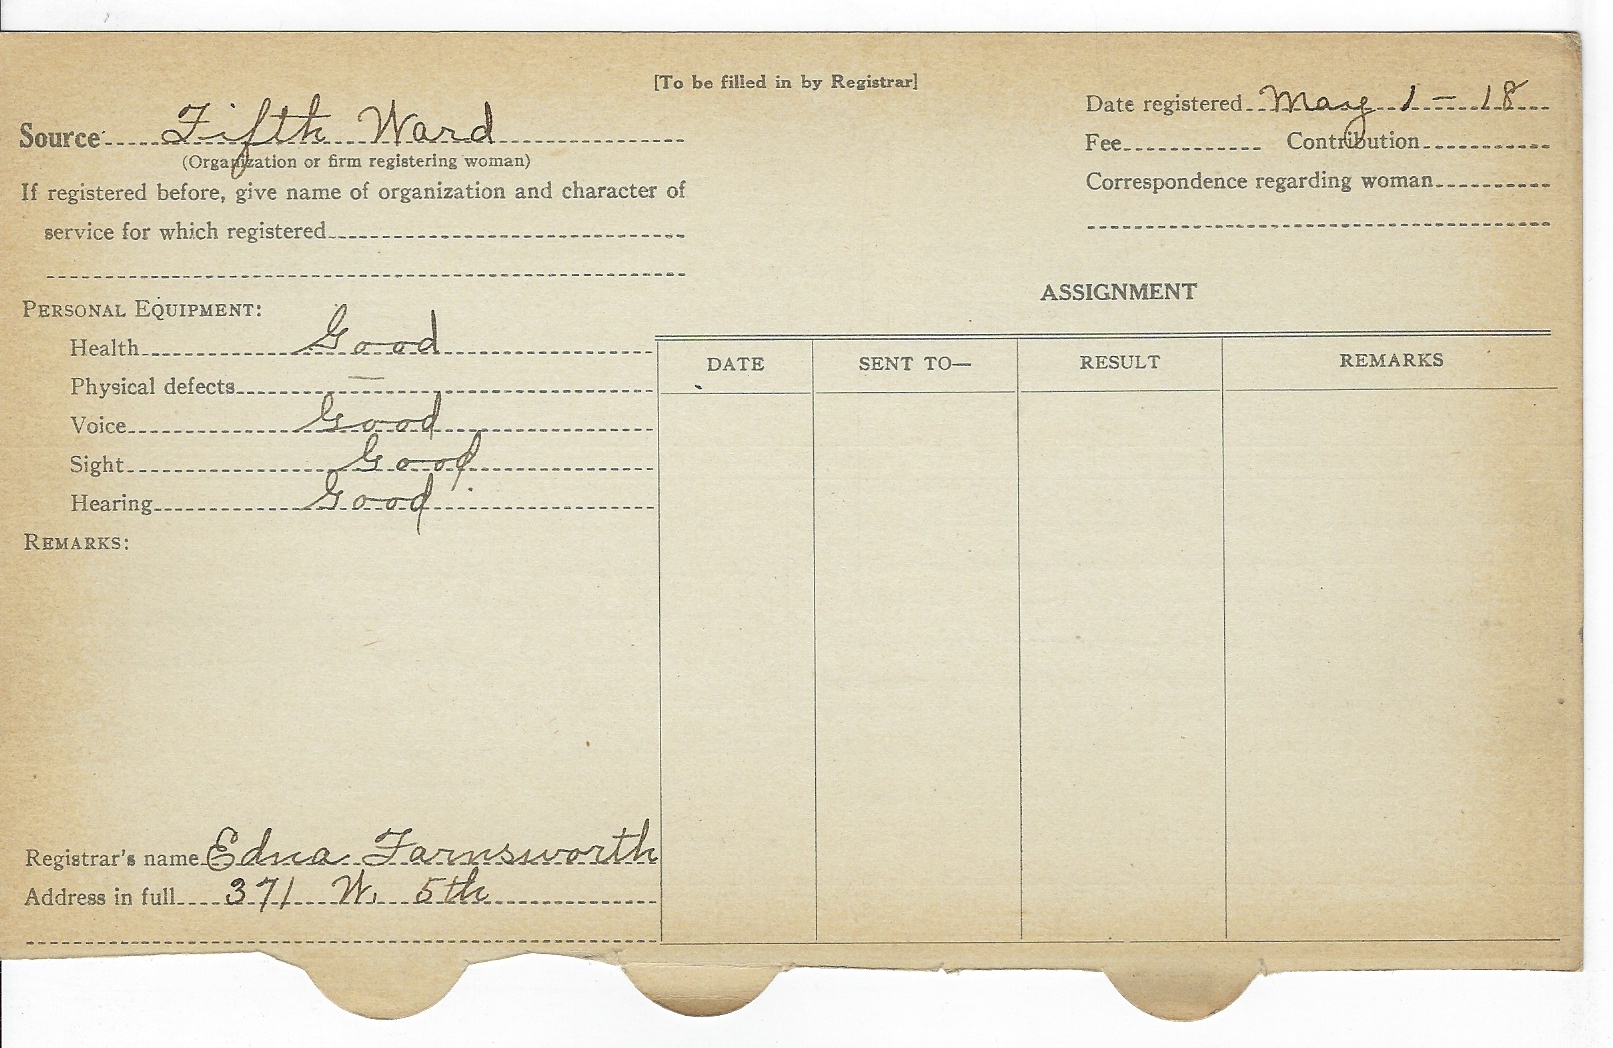 [To be filled in by Registrar]
Source Fifth Ward
(Organization or firm registering woman)
If registered before, give name of organization and character of
service for which registered
Date registered May 1 - 18
Fee Contribution
Correspondence regarding woman
PERSONAL EQUIPMENT:
Health Good
Physical defects —
Voice Good
Sight Good
Hearing Good
REMARKS:
ASSIGNMENT
DATE SENT TO— RESULT REMARKS
Registrar's name Edna Farnsworth
Address in full 371 W. 5th